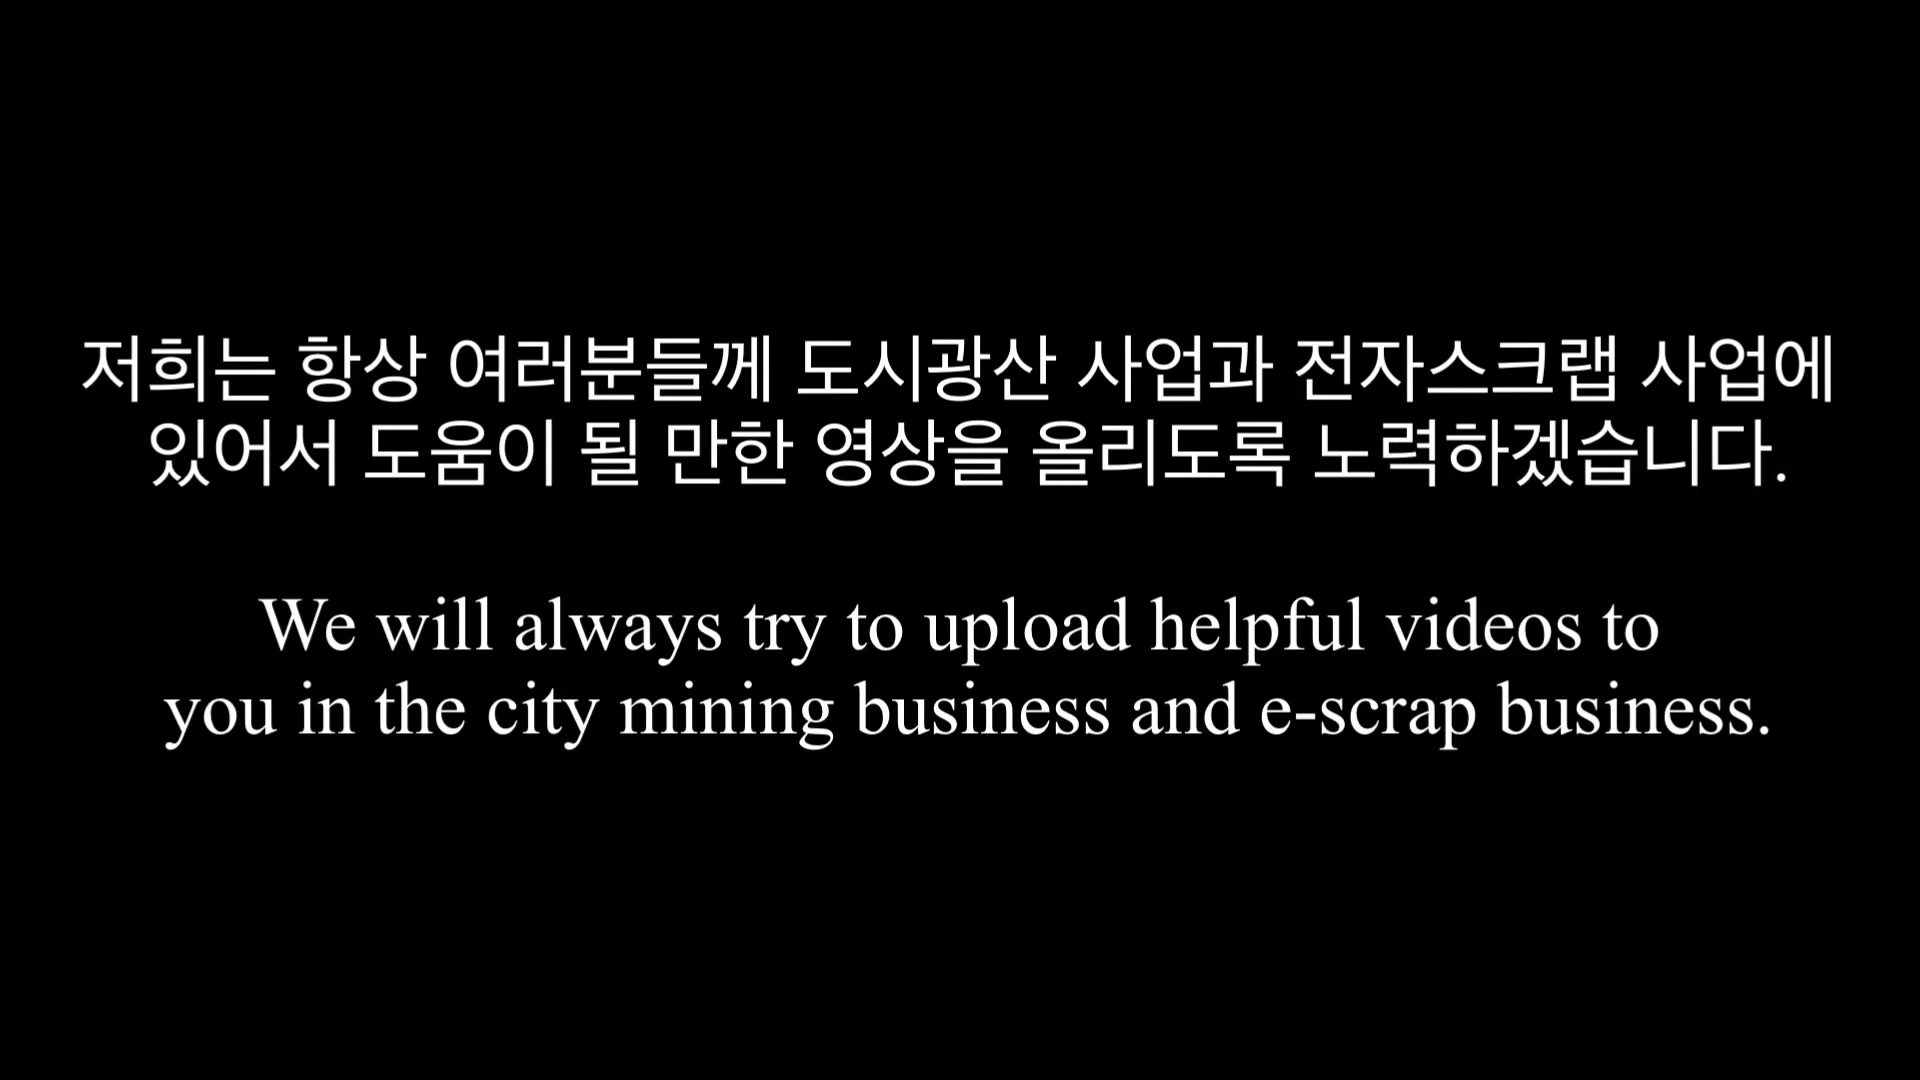 저희는 항상 여러분들께 도시광산 사업과 전자스크랩 사업에
있어서 도움이 될 만한 영상을 올리도록 노력하겠습니다.
We will always try to upload helpful videos to
you in the city mining business and e-scrap business.